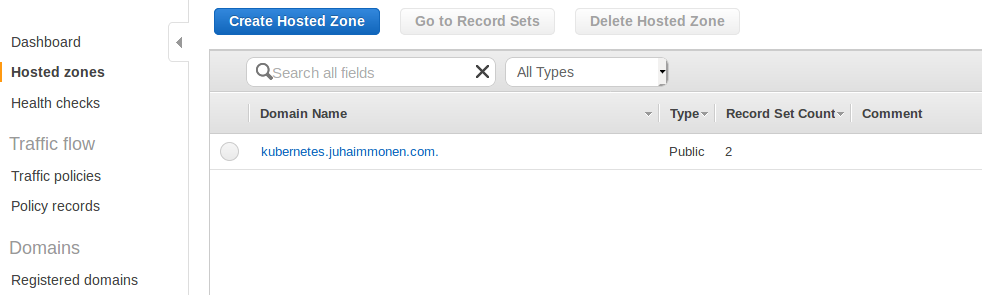 Create Hosted Zone Go to Record Sets Delete Hosted Zone
Dashboard
Hosted zones
Health checks
Traffic flow
Traffic policies
Policy records
Domains
Registered domains
Search all fields All Types
Domain Name Type Record Set Count Comment
kubernetes.juhaimmonen.com. Public 2